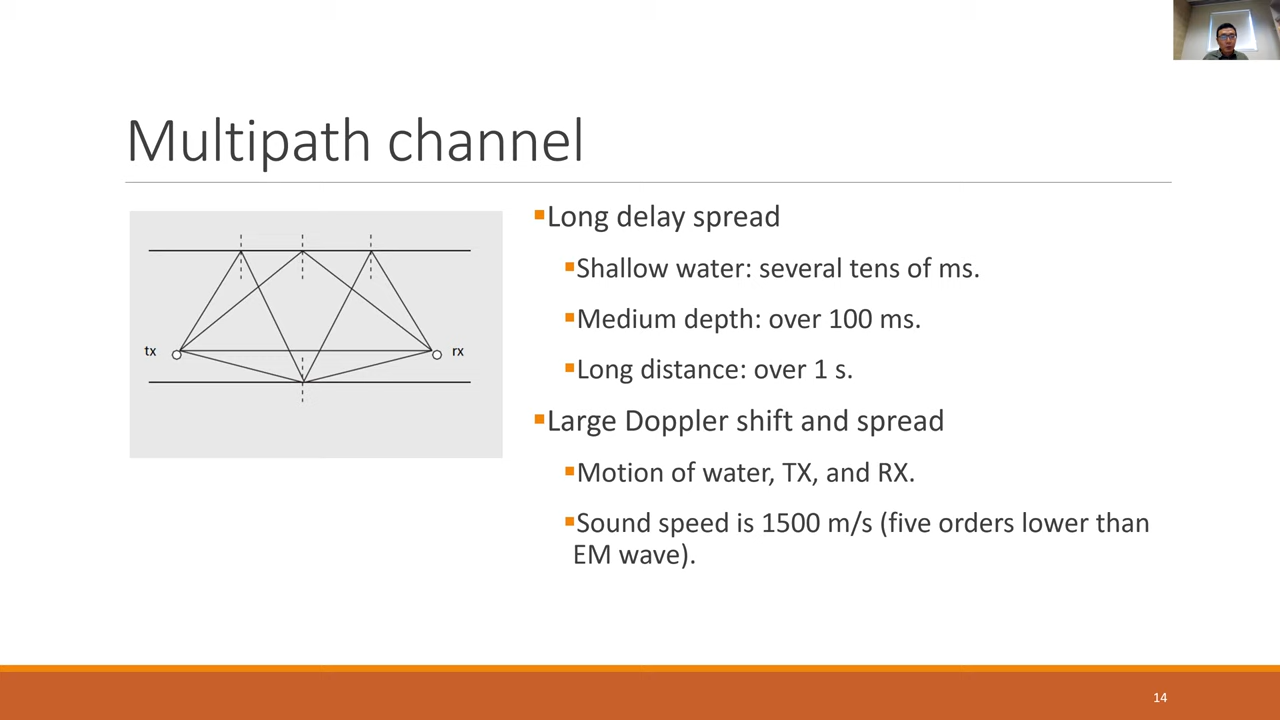 Multipath channel
tx
rx
Long delay spread
Shallow water: several tens of ms.
Medium depth: over 100 ms.
Long distance: over 1 s.
Large Doppler shift and spread
Motion of water, TX, and RX.
Sound speed is 1500 m/s (five orders lower than
EM wave).
14